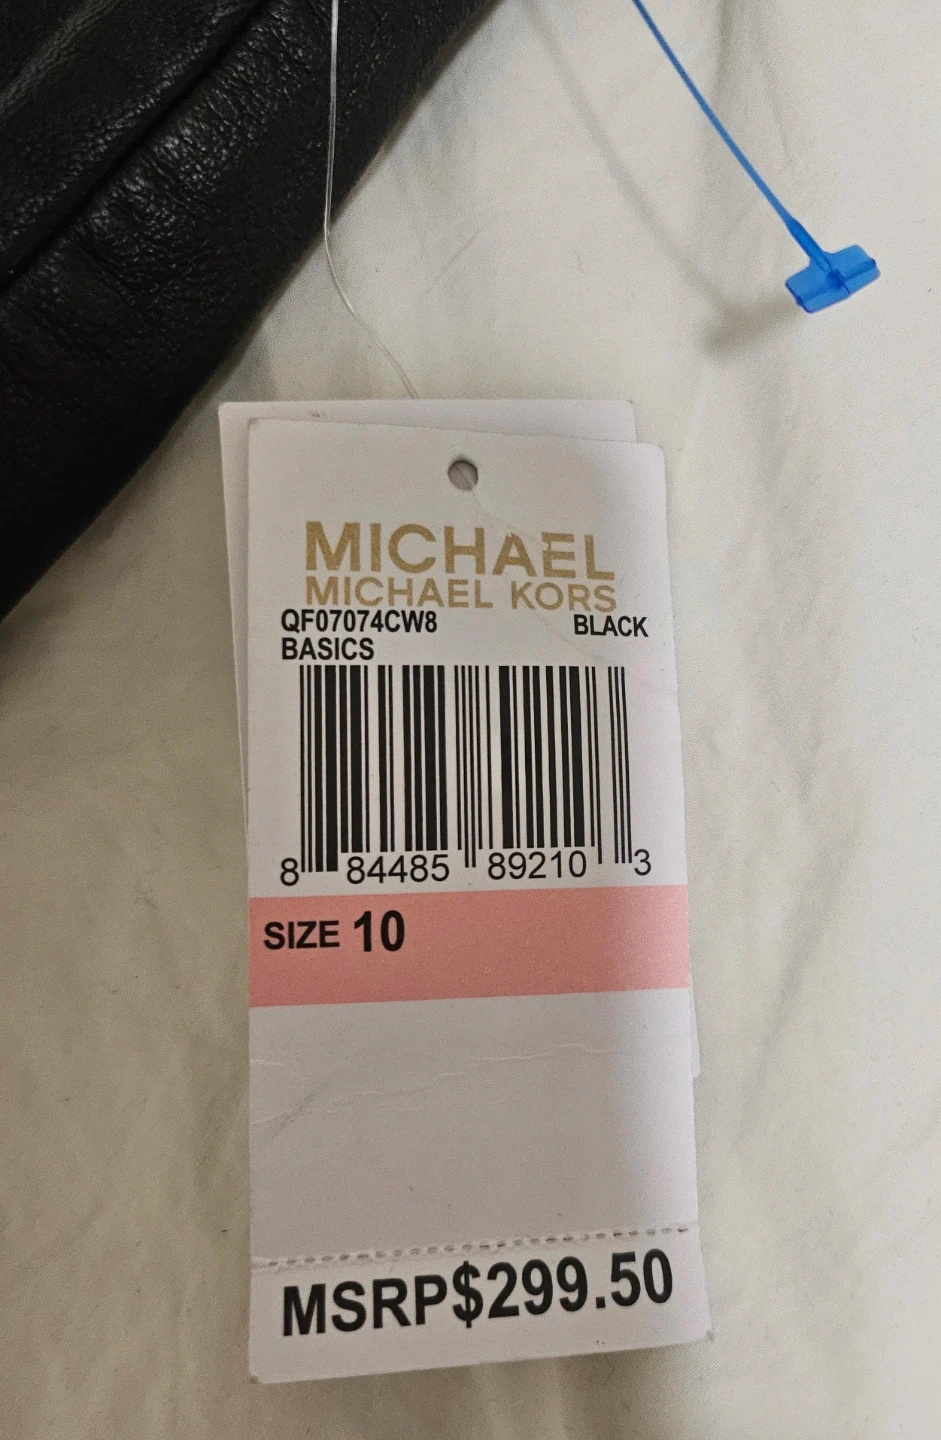 MICHAEL
MICHAEL KORS
QF07074CW8 BLACK
BASICS
8 84485 89210 3
SIZE 10
MSRP$299.50